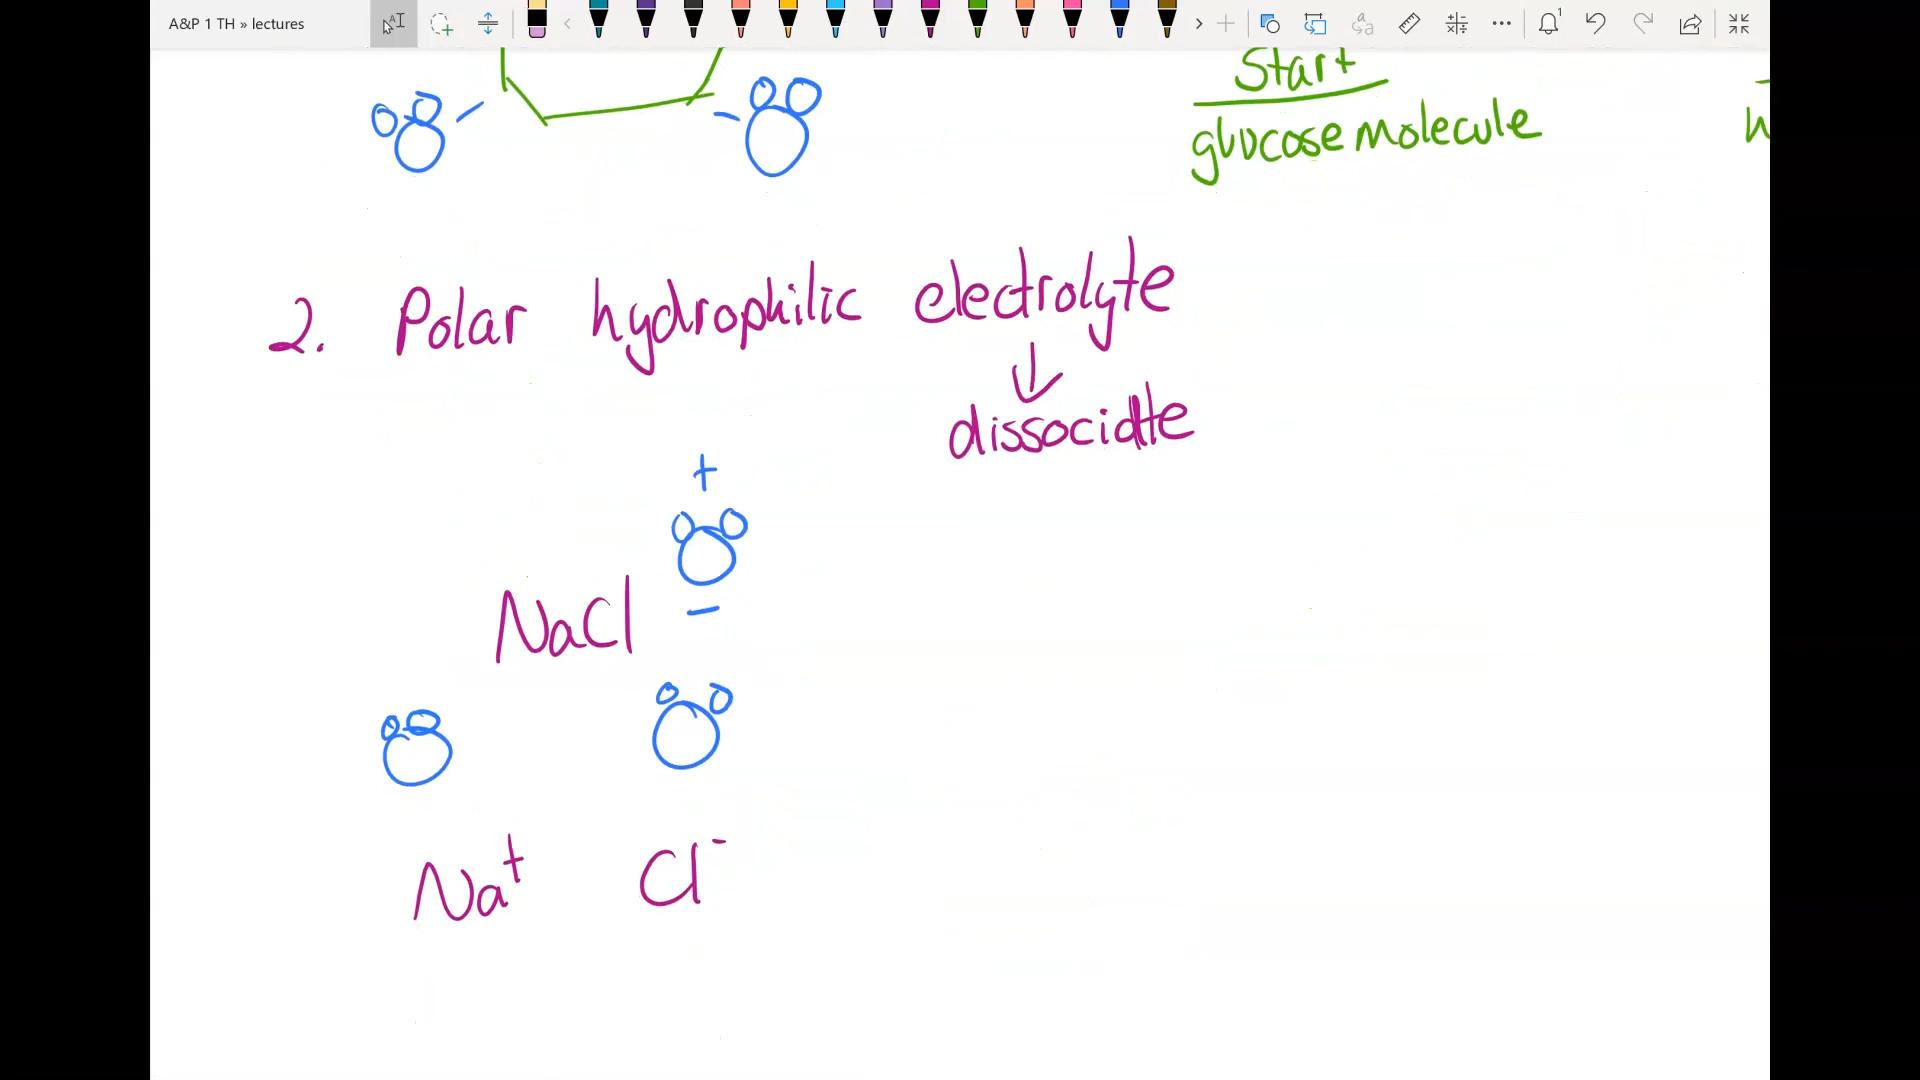 A&P 1 TH » lectures
Start
glucose molecule
2. Polar hydrophilic electrolyte
↓
dissociate
+
NaCl
−
Na⁺ Cl⁻